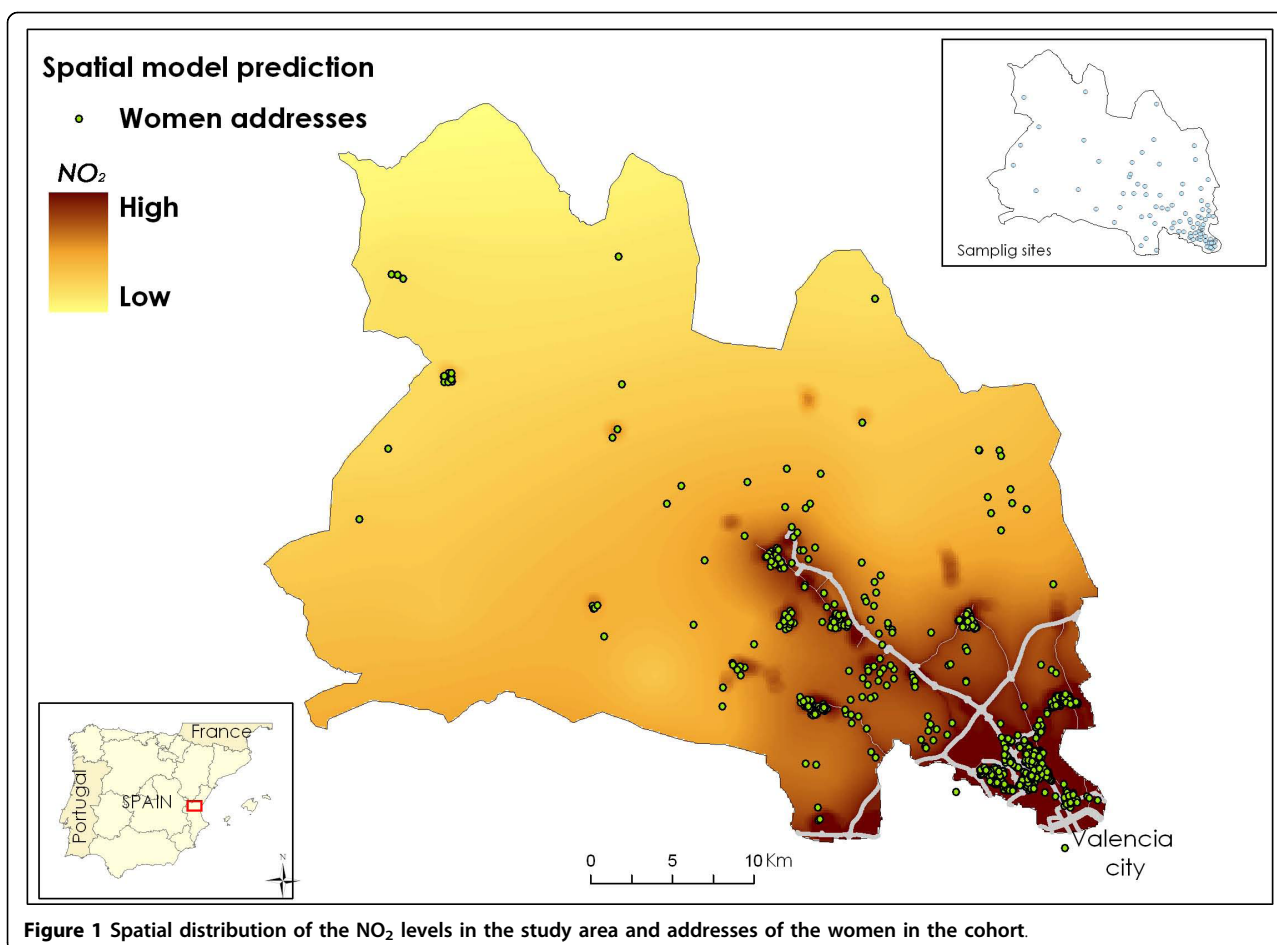 Spatial model prediction
Women addresses
NO₂
High
Low
Samplig sites
France
Portugal
SPAIN
N
0 5 10 Km
Valencia
city
Figure 1 Spatial distribution of the NO₂ levels in the study area and addresses of the women in the cohort.